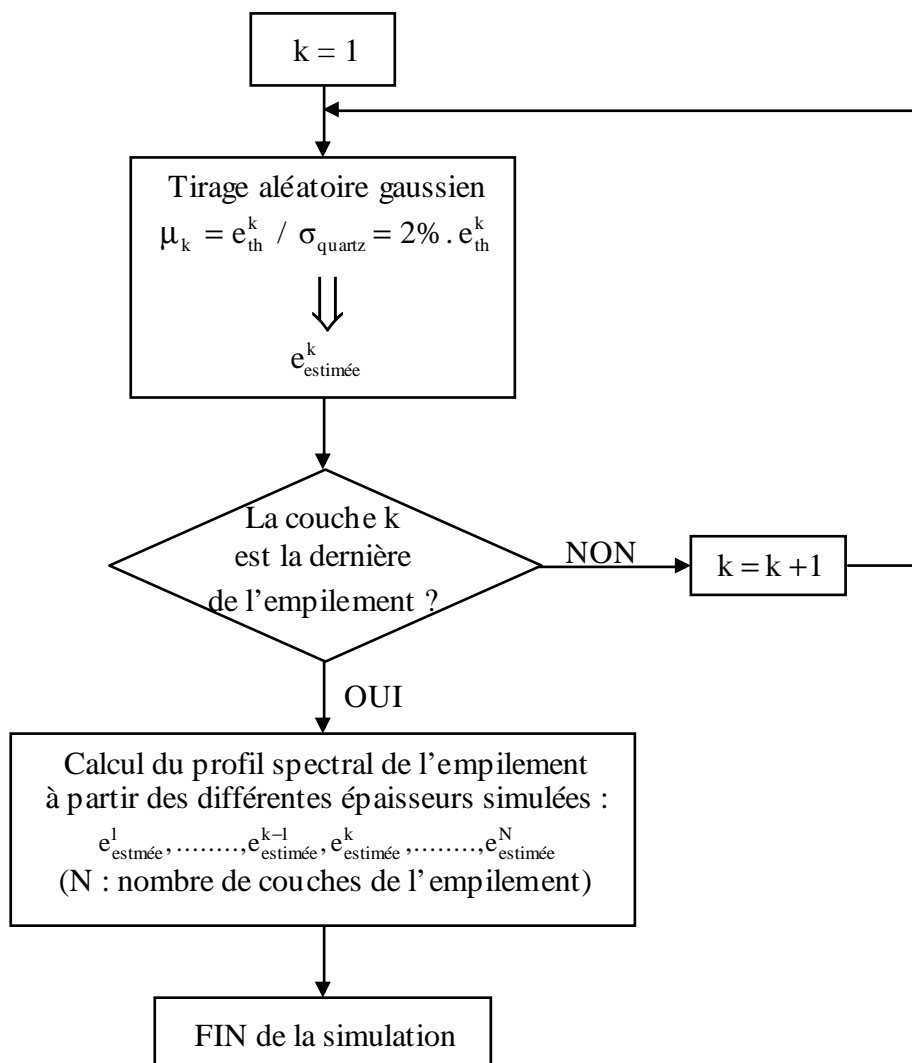 k = 1
Tirage aléatoire gaussien
μ_k = e_th^k / σ_quartz = 2% . e_th^k
⇓
e_estimée^k
La couche k
est la dernière
de l'empilement ?
NON
k = k +1
OUI
Calcul du profil spectral de l'empilement
à partir des différentes épaisseurs simulées :
e_estmée^1,........,e_estimée^k−1, e_estimée^k,........,e_estimée^N
(N : nombre de couches de l'empilement)
FIN de la simulation